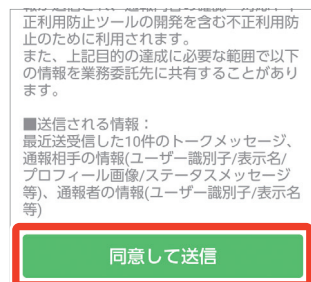 正利用防止ツールの開発を含む不正利用防
止のために利用されます。
また、上記目的の達成に必要な範囲で以下
の情報を業務委託先に共有することがあり
ます。
■送信される情報：
最近送受信した10件のトークメッセージ、
通報相手の情報(ユーザー識別子/表示名/
プロフィール画像/ステータスメッセージ
等)、通報者の情報(ユーザー識別子/表示名
等)
同意して送信